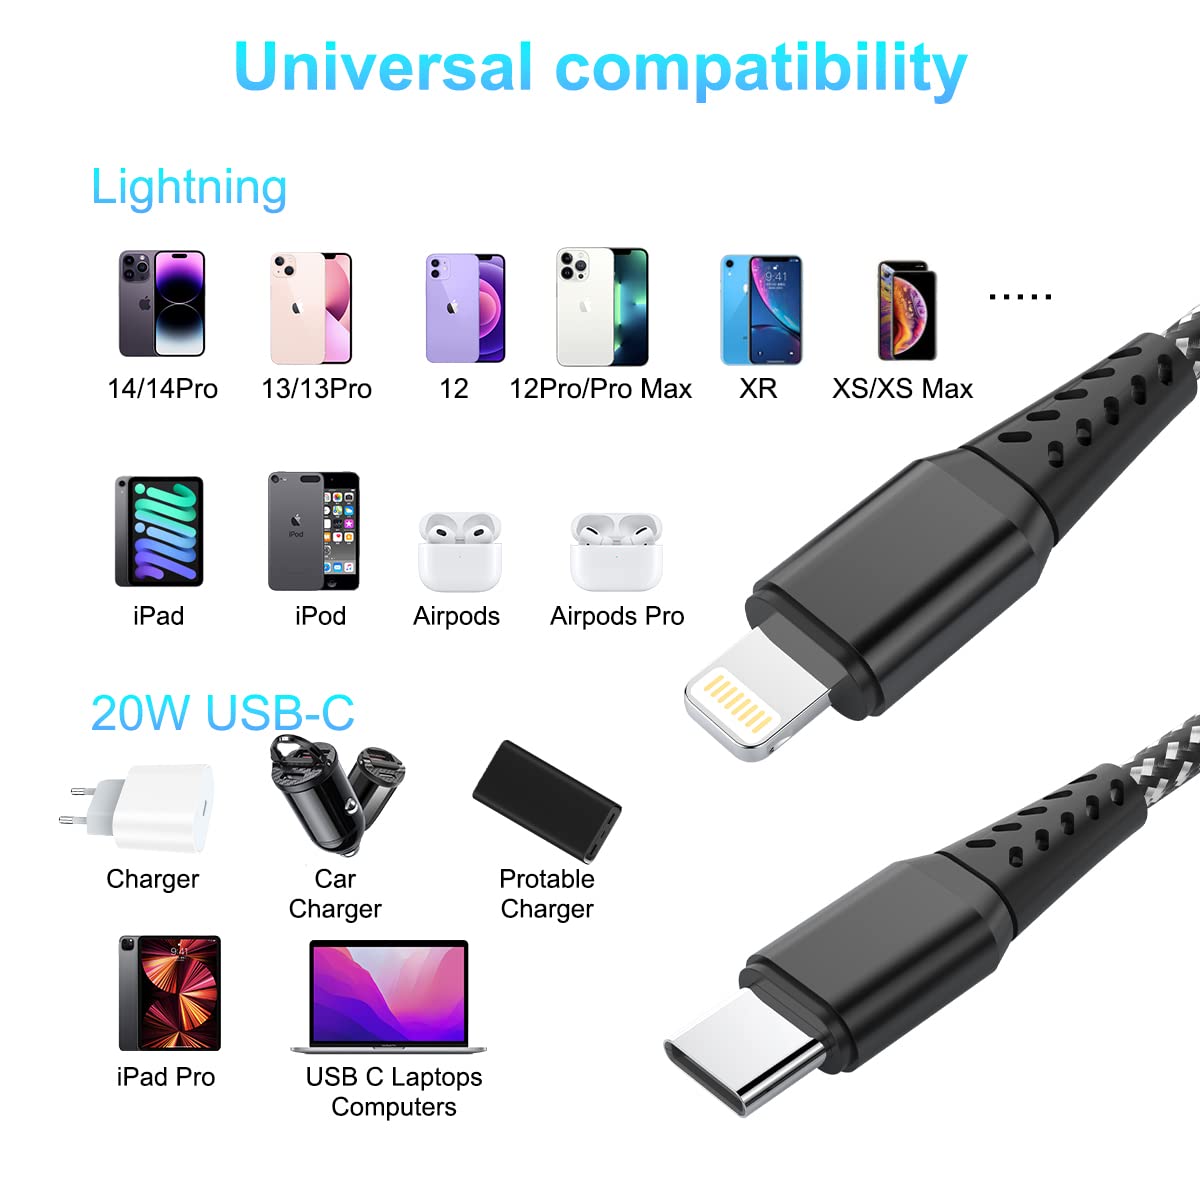 Universal compatibility
Lightning
14/14Pro
13/13Pro
12
12Pro/Pro Max
XR
XS/XS Max
.....
iPad
iPod
Airpods
Airpods Pro
20W USB-C
Charger
Car
Charger
Protable
Charger
iPad Pro
USB C Laptops
Computers